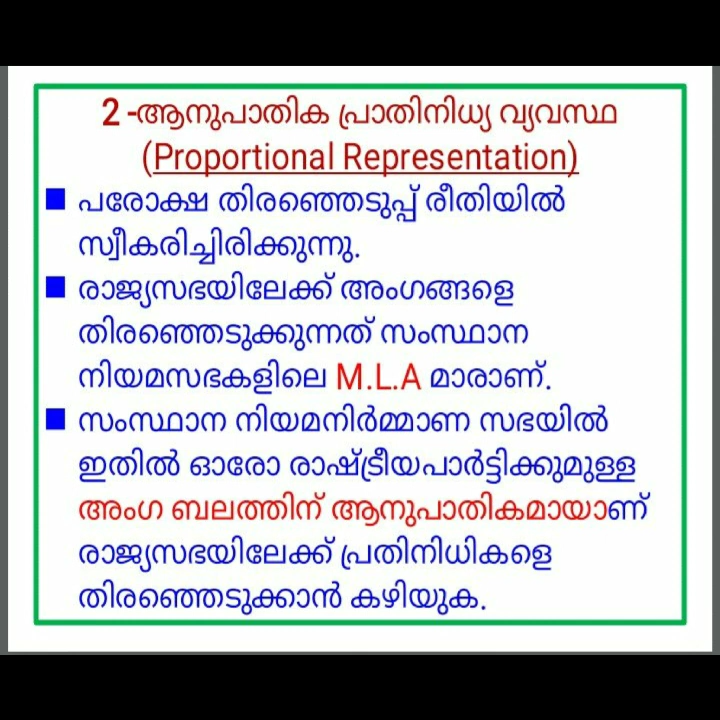 2 -ആനുപാതിക പ്രാതിനിധ്യ വ്യവസ്ഥ
(Proportional Representation)
■ പരോക്ഷ തിരഞ്ഞെടുപ്പ് രീതിയിൽ
സ്വീകരിച്ചിരിക്കുന്നു.
■ രാജ്യസഭയിലേക്ക് അംഗങ്ങളെ
തിരഞ്ഞെടുക്കുന്നത് സംസ്ഥാന
നിയമസഭകളിലെ M.L.A മാരാണ്.
■ സംസ്ഥാന നിയമനിർമ്മാണ സഭയിൽ
ഇതിൽ ഓരോ രാഷ്ട്രീയപാർട്ടിക്കുമുള്ള
അംഗ ബലത്തിന് ആനുപാതികമായാണ്
രാജ്യസഭയിലേക്ക് പ്രതിനിധികളെ
തിരഞ്ഞെടുക്കാൻ കഴിയുക.